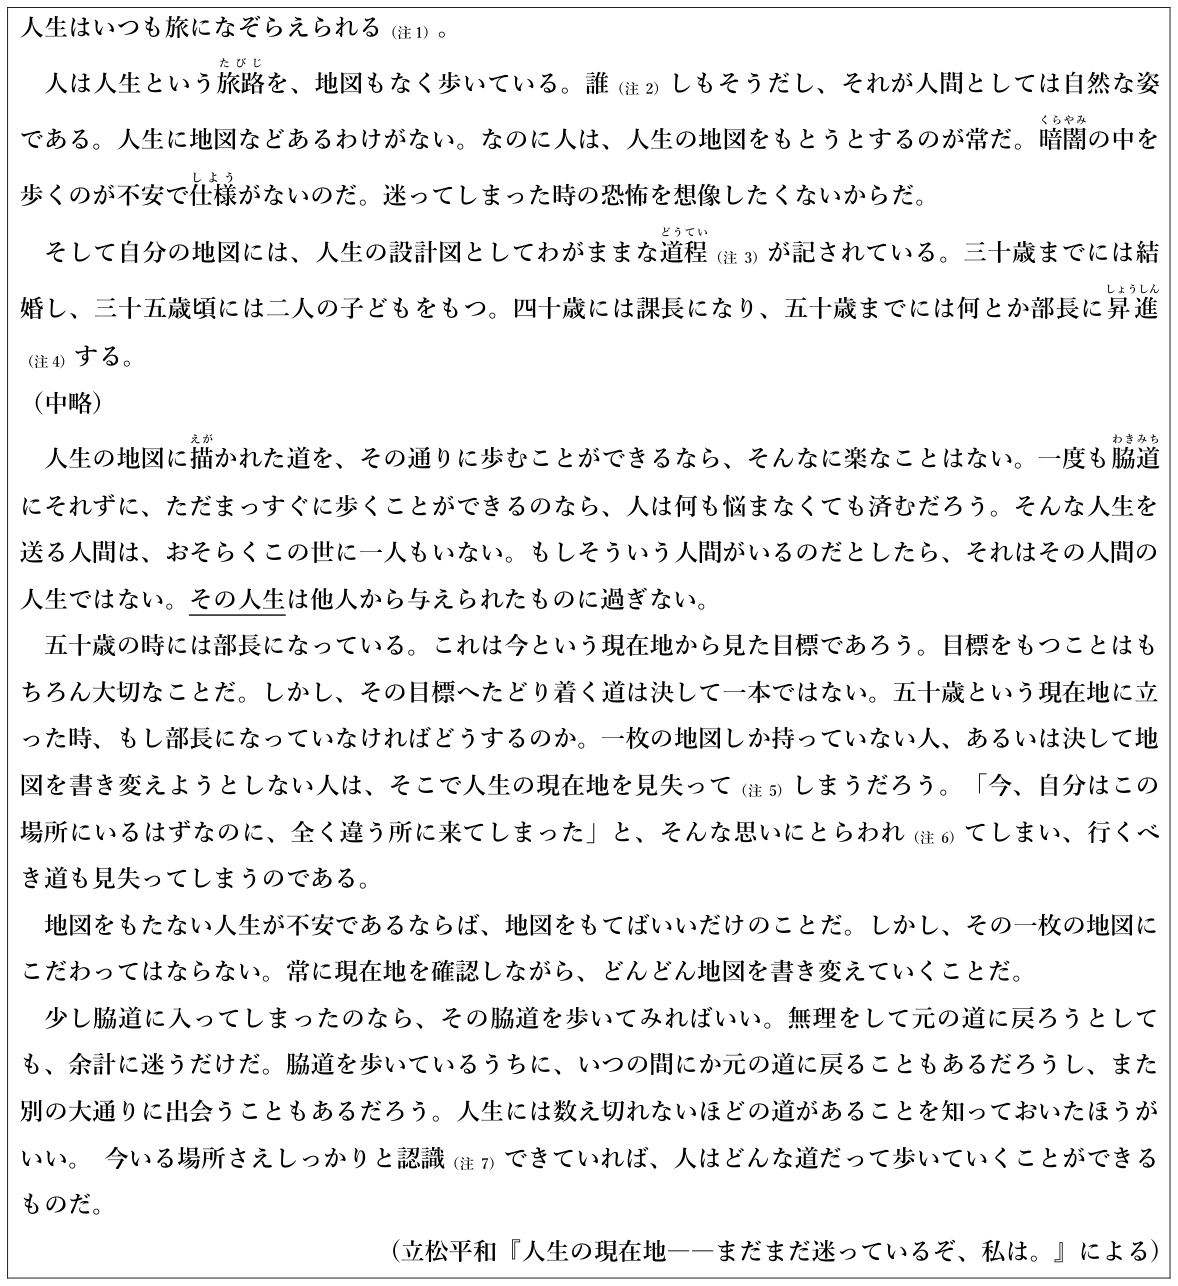 人生はいつも旅になぞらえられる（注1）。
人は人生という旅路を、地図もなく歩いている。誰（注2）しもそうだし、それが人間としては自然な姿
である。人生に地図などあるわけがない。なのに人は、人生の地図をもとうとするのが常だ。暗闇の中を
歩くのが不安で仕様がないのだ。迷ってしまった時の恐怖を想像したくないからだ。
そして自分の地図には、人生の設計図としてわがままな道程（注3）が記されている。三十歳までには結
婚し、三十五歳頃には二人の子どもをもつ。四十歳には課長になり、五十歳までには何とか部長に昇進
（注4）する。
（中略）
人生の地図に描かれた道を、その通りに歩むことができるなら、そんなに楽なことはない。一度も脇道
にそれずに、ただまっすぐに歩くことができるのなら、人は何も悩まなくても済むだろう。そんな人生を
送る人間は、おそらくこの世に一人もいない。もしそういう人間がいるのだとしたら、それはその人間の
人生ではない。その人生は他人から与えられたものに過ぎない。
五十歳の時には部長になっている。これは今という現在地から見た目標であろう。目標をもつことはも
ちろん大切なことだ。しかし、その目標へたどり着く道は決して一本ではない。五十歳という現在地に立
った時、もし部長になっていなければどうするのか。一枚の地図しか持っていない人、あるいは決して地
図を書き変えようとしない人は、そこで人生の現在地を見失って（注5）しまうだろう。「今、自分はこの
場所にいるはずなのに、全く違う所に来てしまった」と、そんな思いにとらわれ（注6）てしまい、行くべ
き道も見失ってしまうのである。
地図をもたない人生が不安であるならば、地図をもてばいいだけのことだ。しかし、その一枚の地図に
こだわってはならない。常に現在地を確認しながら、どんどん地図を書き変えていくことだ。
少し脇道に入ってしまったのなら、その脇道を歩いてみればいい。無理をして元の道に戻ろうとして
も、余計に迷うだけだ。脇道を歩いているうちに、いつの間にか元の道に戻ることもあるだろうし、また
別の大通りに出会うこともあるだろう。人生には数え切れないほどの道があることを知っておいたほうが
いい。 今いる場所さえしっかりと認識（注7）できていれば、人はどんな道だって歩いていくことができる
ものだ。
（立松平和『人生の現在地――まだまだ迷っているぞ、私は。』による）